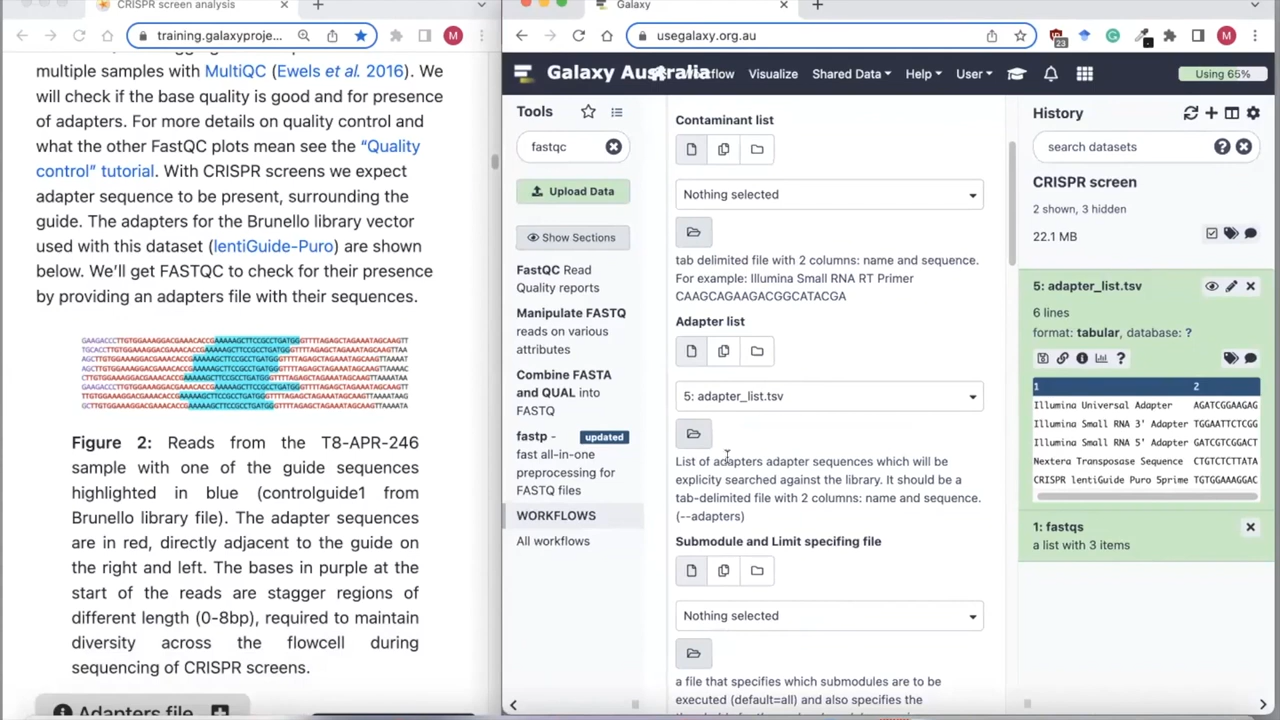 CRISPR screen analysis
training.galaxyproje...
M
multiple samples with MultiQC (Ewels et al. 2016). We
will check if the base quality is good and for presence
of adapters. For more details on quality control and
what the other FastQC plots mean see the “Quality
control” tutorial. With CRISPR screens we expect
adapter sequence to be present, surrounding the
guide. The adapters for the Brunello library vector
used with this dataset (lentiGuide-Puro) are shown
below. We’ll get FASTQC to check for their presence
by providing an adapters file with their sequences.
Figure 2: Reads from the T8-APR-246
sample with one of the guide sequences
highlighted in blue (controlguide1 from
Brunello library file). The adapter sequences
are in red, directly adjacent to the guide on
the right and left. The bases in purple at the
start of the reads are stagger regions of
different length (0-8bp), required to maintain
diversity across the flowcell during
sequencing of CRISPR screens.
Adapters file
Galaxy
usegalaxy.org.au
23
M
Galaxy Australia
Workflow
Visualize
Shared Data
Help
User
Using 65%
Tools
fastqc
Upload Data
Show Sections
FastQC Read
Quality reports
Manipulate FASTQ
reads on various
attributes
Combine FASTA
and QUAL into
FASTQ
fastp - updated
fast all-in-one
preprocessing for
FASTQ files
WORKFLOWS
All workflows
Contaminant list
Nothing selected
tab delimited file with 2 columns: name and sequence.
For example: Illumina Small RNA RT Primer
CAAGCAGAAGACGGCATACGA
Adapter list
5: adapter_list.tsv
List of adapters adapter sequences which will be
explicity searched against the library. It should be a
tab-delimited file with 2 columns: name and sequence.
(--adapters)
Submodule and Limit specifing file
Nothing selected
a file that specifies which submodules are to be
executed (default=all) and also specifies the
History
search datasets
CRISPR screen
2 shown, 3 hidden
22.1 MB
5: adapter_list.tsv
6 lines
format: tabular, database: ?
1 2
Illumina Universal Adapter AGATCGGAAGAG
Illumina Small RNA 3' Adapter TGGAATTCTCGG
Illumina Small RNA 5' Adapter GATCGTCGGACT
Nextera Transposase Sequence CTGTCTCTTATA
CRISPR lentiGuide Puro 5prime TGTGGAAAGGAC
1: fastqs
a list with 3 items